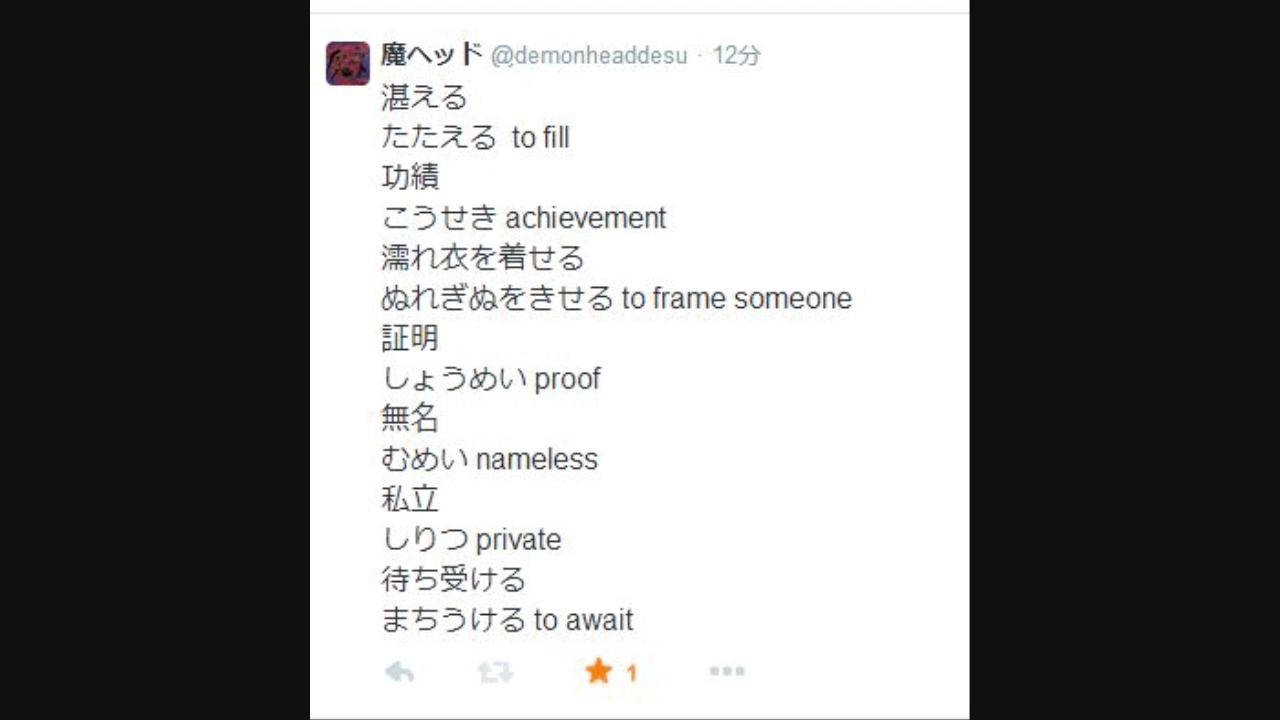 魔ヘッド @demonheaddesu · 12分
湛える
たたえる to fill
功績
こうせき achievement
濡れ衣を着せる
ぬれぎぬをきせる to frame someone
証明
しょうめい proof
無名
むめい nameless
私立
しりつ private
待ち受ける
まちうける to await
1